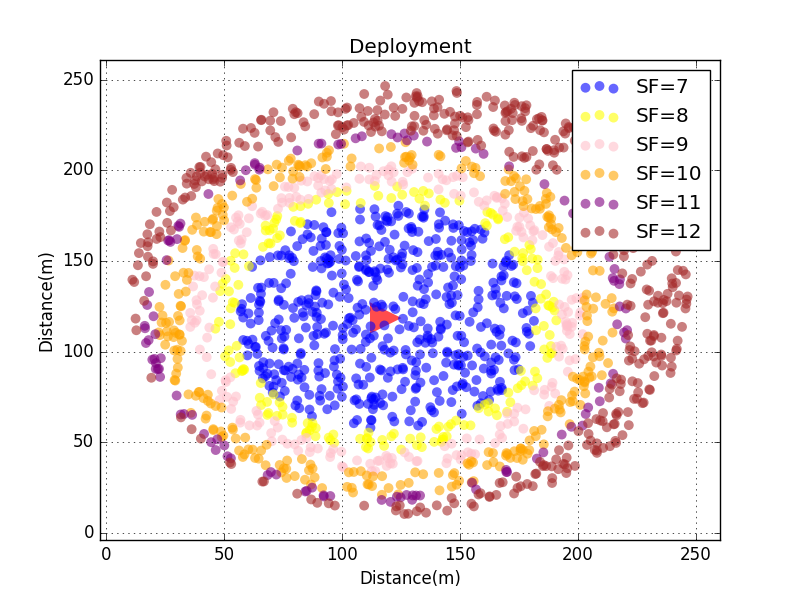 Deployment
250
200
150
100
50
0
Distance(m)
SF=7
SF=8
SF=9
SF=10
SF=11
SF=12
0 50 100 150 200 250
Distance(m)